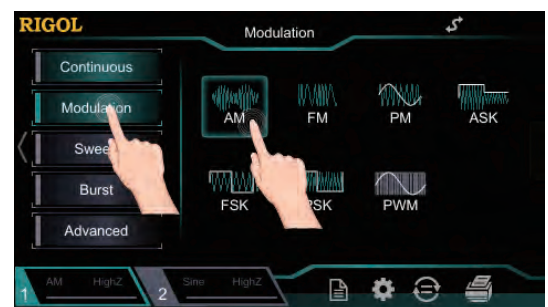 RIGOL
Modulation
Continuous
Modulation
Sweep
Burst
Advanced
AM
FM
PM
ASK
FSK
PWM
1
AM HighZ
2
Sine HighZ